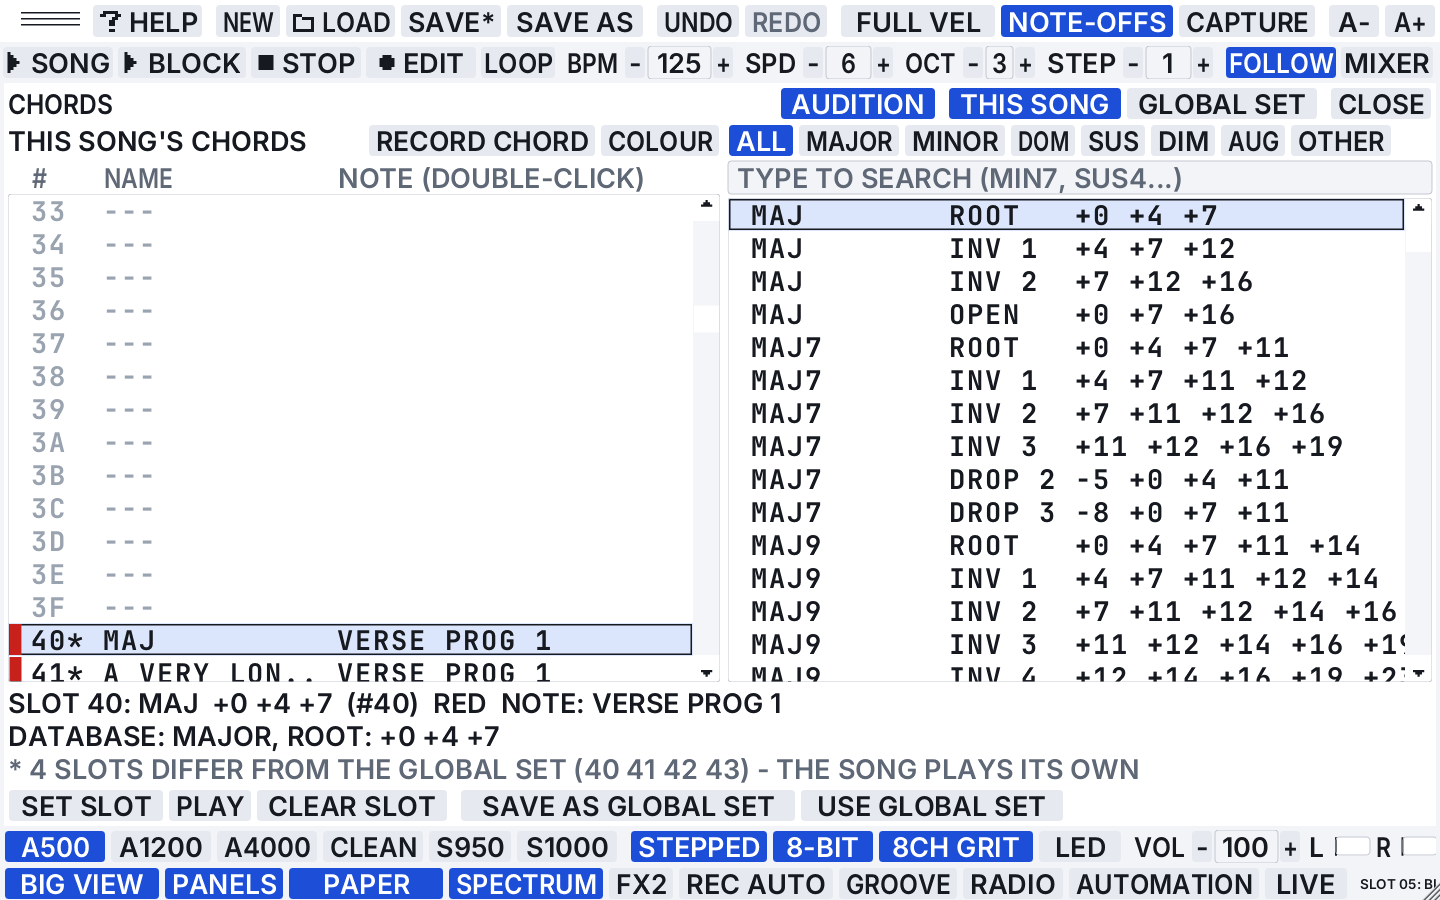 ? HELP NEW LOAD SAVE* SAVE AS UNDO REDO FULL VEL NOTE-OFFS CAPTURE A- A+
SONG BLOCK STOP EDIT LOOP BPM - 125 + SPD - 6 + OCT - 3 + STEP - 1 + FOLLOW MIXER
CHORDS AUDITION THIS SONG GLOBAL SET CLOSE
THIS SONG'S CHORDS RECORD CHORD COLOUR ALL MAJOR MINOR DOM SUS DIM AUG OTHER
# NAME NOTE (DOUBLE-CLICK) TYPE TO SEARCH (MIN7, SUS4...)
33 ---
34 ---
35 ---
36 ---
37 ---
38 ---
39 ---
3A ---
3B ---
3C ---
3D ---
3E ---
3F ---
40* MAJ VERSE PROG 1
41* A VERY LON.. VERSE PROG 1
MAJ ROOT +0 +4 +7
MAJ INV 1 +4 +7 +12
MAJ INV 2 +7 +12 +16
MAJ OPEN +0 +7 +16
MAJ7 ROOT +0 +4 +7 +11
MAJ7 INV 1 +4 +7 +11 +12
MAJ7 INV 2 +7 +11 +12 +16
MAJ7 INV 3 +11 +12 +16 +19
MAJ7 DROP 2 -5 +0 +4 +11
MAJ7 DROP 3 -8 +0 +7 +11
MAJ9 ROOT +0 +4 +7 +11 +14
MAJ9 INV 1 +4 +7 +11 +12 +14
MAJ9 INV 2 +7 +11 +12 +14 +16
MAJ9 INV 3 +11 +12 +14 +16 +19
MAJ9 INV 4 +12 +14 +16 +19
SLOT 40: MAJ +0 +4 +7 (#40) RED NOTE: VERSE PROG 1
DATABASE: MAJOR, ROOT: +0 +4 +7
* 4 SLOTS DIFFER FROM THE GLOBAL SET (40 41 42 43) - THE SONG PLAYS ITS OWN
SET SLOT PLAY CLEAR SLOT SAVE AS GLOBAL SET USE GLOBAL SET
A500 A1200 A4000 CLEAN S950 S1000 STEPPED 8-BIT 8CH GRIT LED VOL - 100 + L R
BIG VIEW PANELS PAPER SPECTRUM FX2 REC AUTO GROOVE RADIO AUTOMATION LIVE SLOT 05: